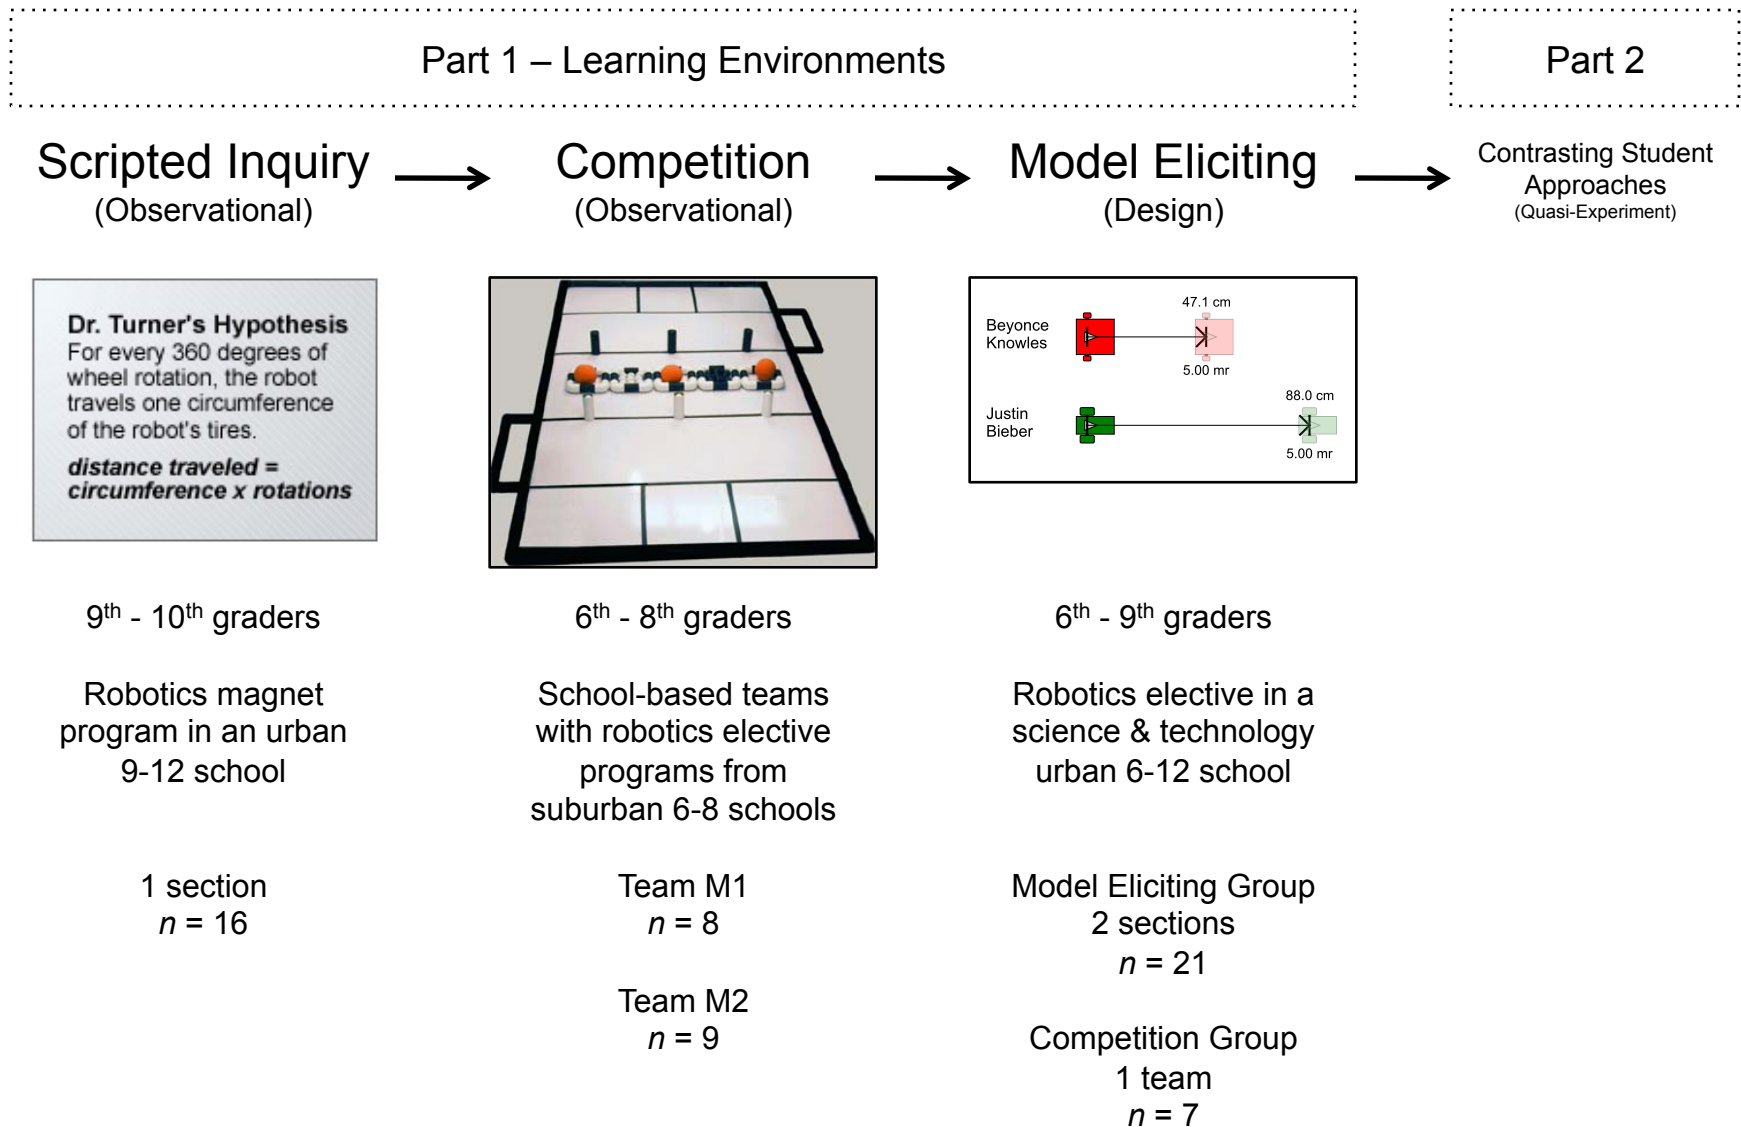 Part 1 – Learning Environments
Part 2
Scripted Inquiry
(Observational)
Competition
(Observational)
Model Eliciting
(Design)
Contrasting Student
Approaches
(Quasi-Experiment)
Dr. Turner's Hypothesis
For every 360 degrees of
wheel rotation, the robot
travels one circumference
of the robot's tires.
distance traveled =
circumference x rotations
Beyonce
Knowles
47.1 cm
5.00 mr
Justin
Bieber
88.0 cm
5.00 mr
9th - 10th graders
Robotics magnet
program in an urban
9-12 school
1 section
n = 16
6th - 8th graders
School-based teams
with robotics elective
programs from
suburban 6-8 schools
Team M1
n = 8
Team M2
n = 9
6th - 9th graders
Robotics elective in a
science & technology
urban 6-12 school
Model Eliciting Group
2 sections
n = 21
Competition Group
1 team
n = 7